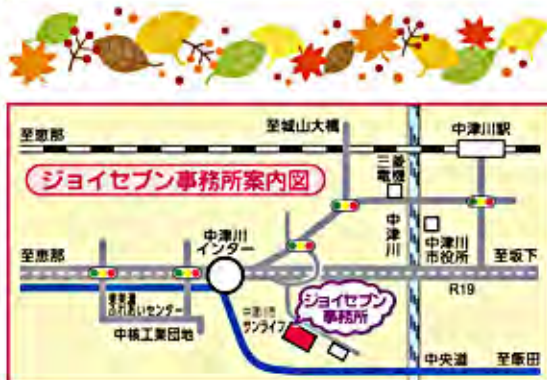 至恵那
至城山大橋
中津川駅
ジョイセブン事務所案内図
三菱
電機
中津川
中津川
インター
中津川
市役所
至恵那
至坂下
R19
東美濃
ふれあいセンター
中核工業団地
中津川市
サンライフ
ジョイセブン
事務所
中央道
至飯田